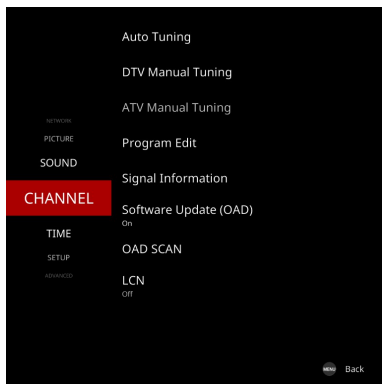 Auto Tuning
DTV Manual Tuning
ATV Manual Tuning
NETWORK
PICTURE
Program Edit
SOUND
Signal Information
CHANNEL
Software Update (OAD)
On
TIME
OAD SCAN
SETUP
ADVANCED
LCN
Off
MENU Back